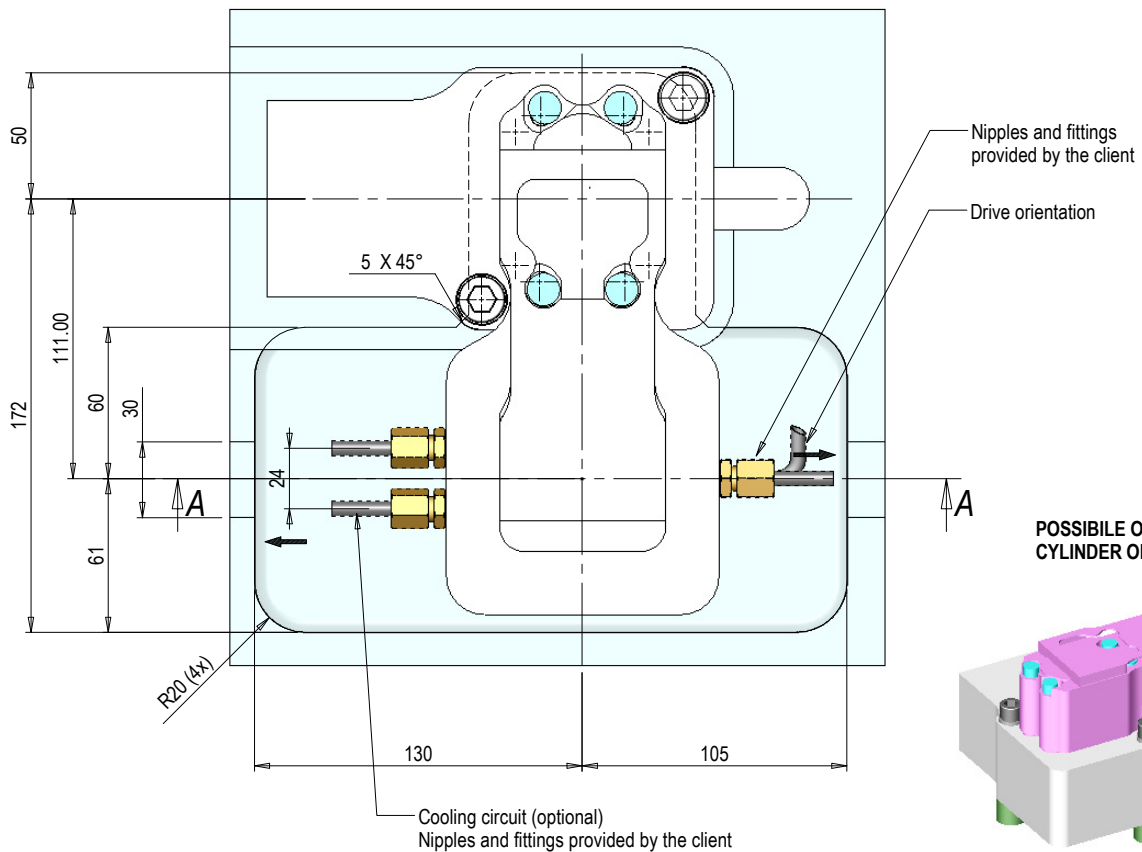 50
Nipples and fittings
provided by the client
Drive orientation
5 X 45°
111.00
172
60
30
24
61
A
A
POSSIBILE O
CYLINDER O
R20 (4x)
130
105
Cooling circuit (optional)
Nipples and fittings provided by the client